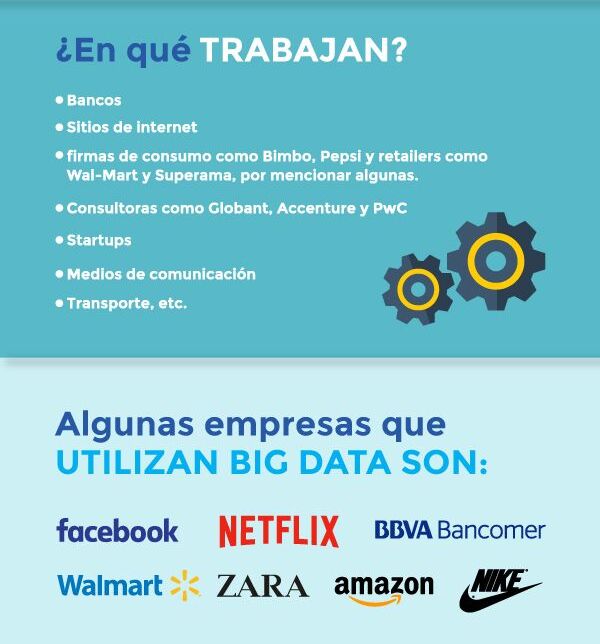 ¿En qué TRABAJAN?
• Bancos
• Sitios de internet
• firmas de consumo como Bimbo, Pepsi y retailers como
Wal-Mart y Superama, por mencionar algunas.
• Consultoras como Globant, Accenture y PwC
• Startups
• Medios de comunicación
• Transporte, etc.
Algunas empresas que
UTILIZAN BIG DATA SON:
facebook NETFLIX BBVA Bancomer
Walmart ZARA amazon NIKE